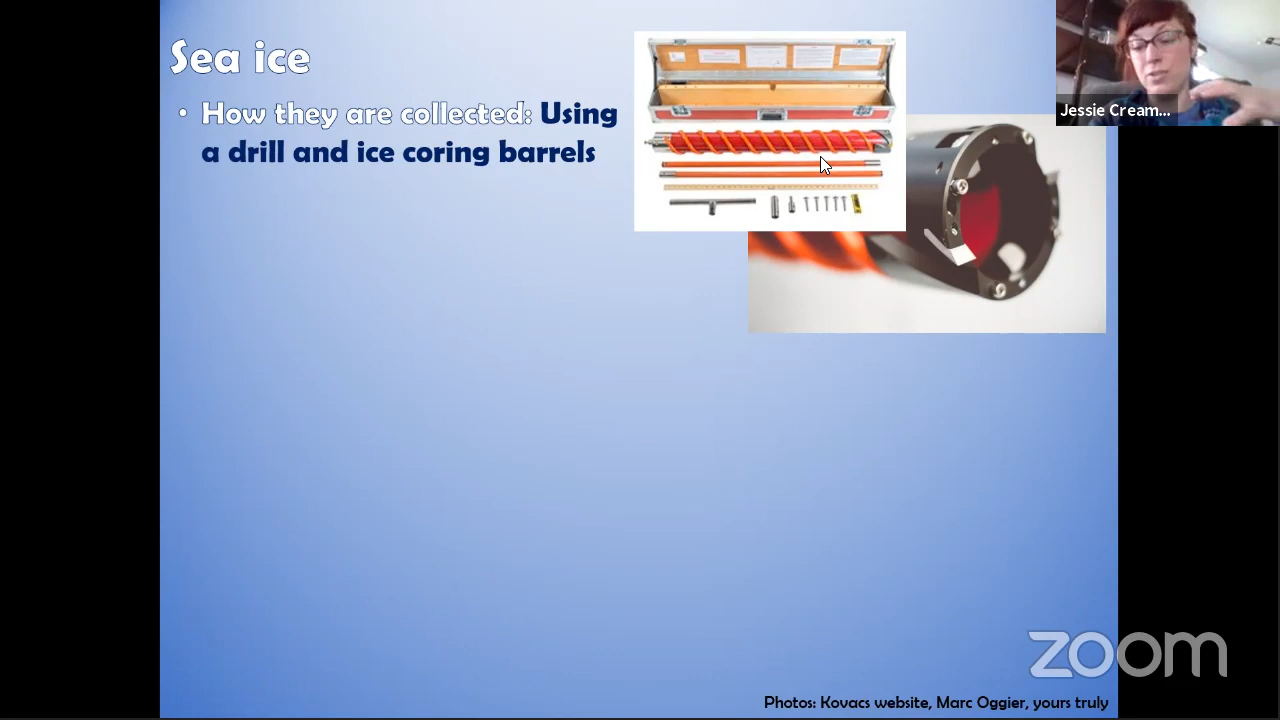 Sea ice
• How they are collected: Using
a drill and ice coring barrels
Jessie Cream...
zoom
Photos: Kovacs website, Marc Oggier, yours truly